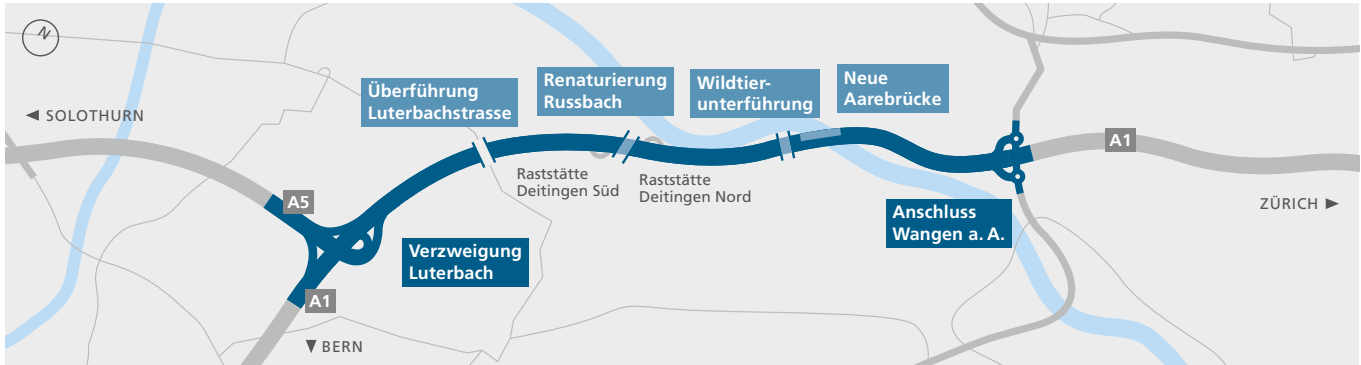 N
◄ SOLOTHURN
Überführung
Luterbachstrasse
Renaturierung
Russbach
Wildtier-
unterführung
Neue
Aarebrücke
A1
Raststätte
Deitingen Süd
Raststätte
Deitingen Nord
ZÜRICH ►
A5
Anschluss
Wangen a. A.
Verzweigung
Luterbach
A1
▼ BERN